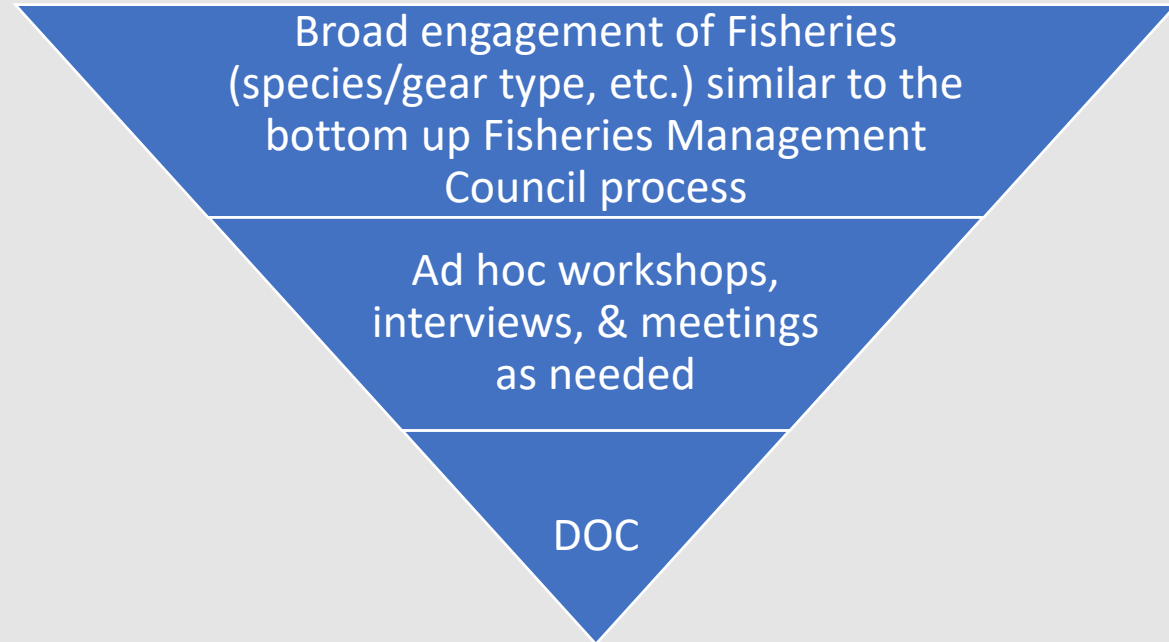 Broad engagement of Fisheries
(species/gear type, etc.) similar to the
bottom up Fisheries Management
Council process
Ad hoc workshops,
interviews, & meetings
as needed
DOC